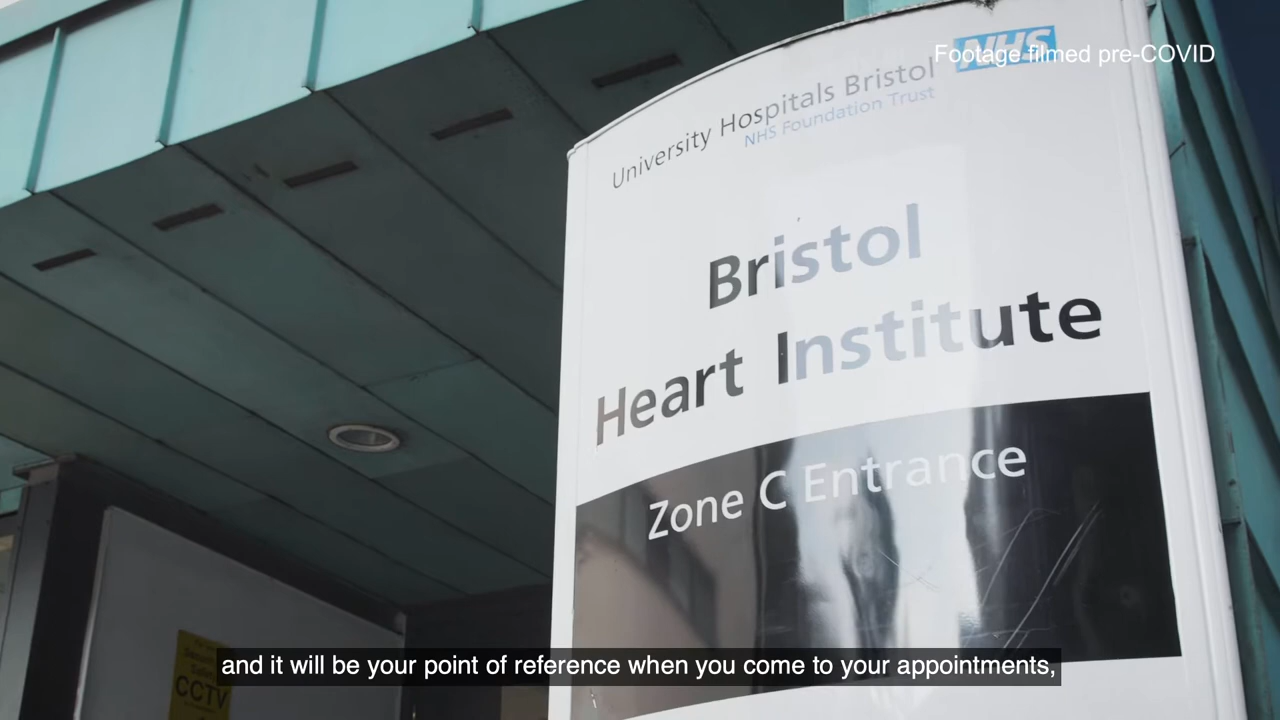 Footage filmed pre-COVID
NHS
University Hospitals Bristol
NHS Foundation Trust
Bristol
Heart Institute
Zone C Entrance
CCTV
and it will be your point of reference when you come to your appointments,